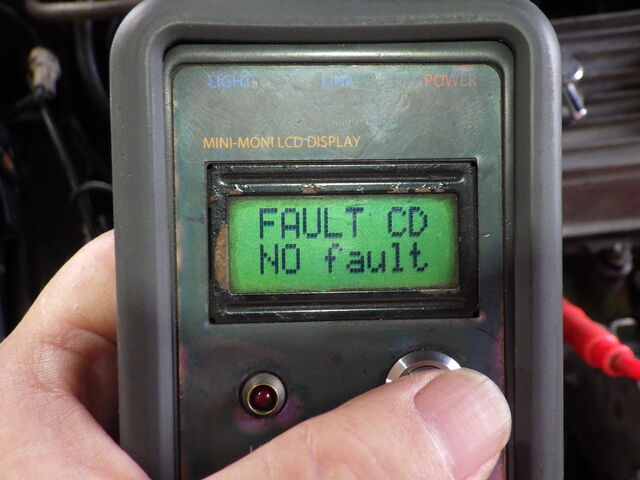 LIGHT LINK POWER
MINI-MONI LCD DISPLAY
FAULT CD
NO fault